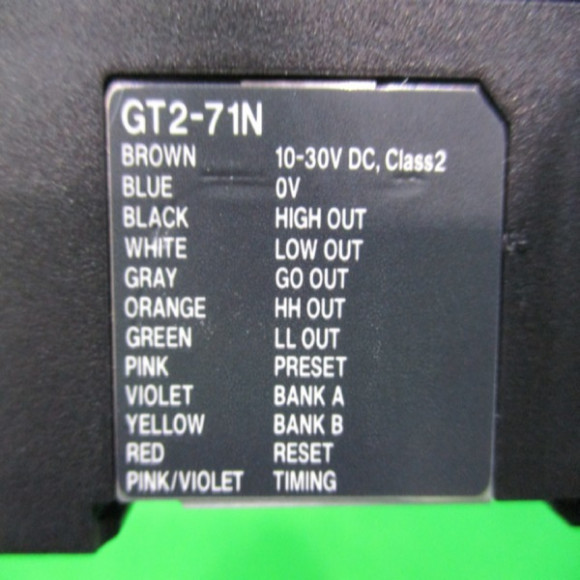 GT2-71N
BROWN 10-30V DC, Class2
BLUE 0V
BLACK HIGH OUT
WHITE LOW OUT
GRAY GO OUT
ORANGE HH OUT
GREEN LL OUT
PINK PRESET
VIOLET BANK A
YELLOW BANK B
RED RESET
PINK/VIOLET TIMING